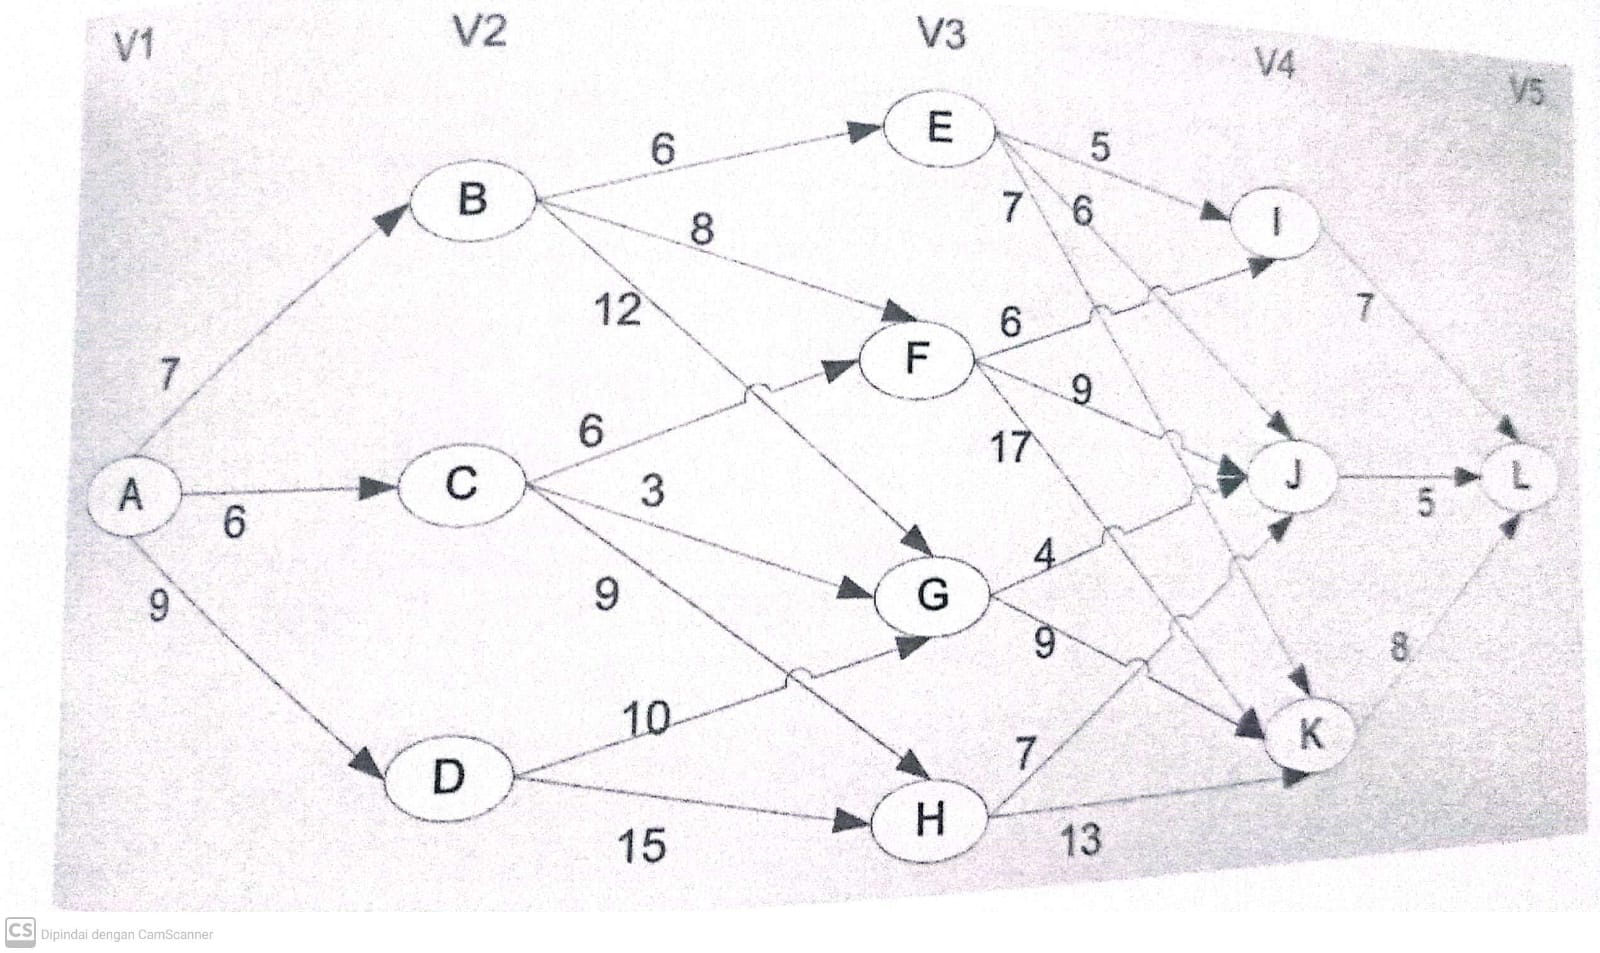 V1 V2 V3 V4 V5
E
6 5
B I
8 7 6
12 7
7 6
F
9
6 17
A C J L
6 3 5
4
9 9 G
9 8
10
D K
7
15 H 13
CS Dipindai dengan CamScanner